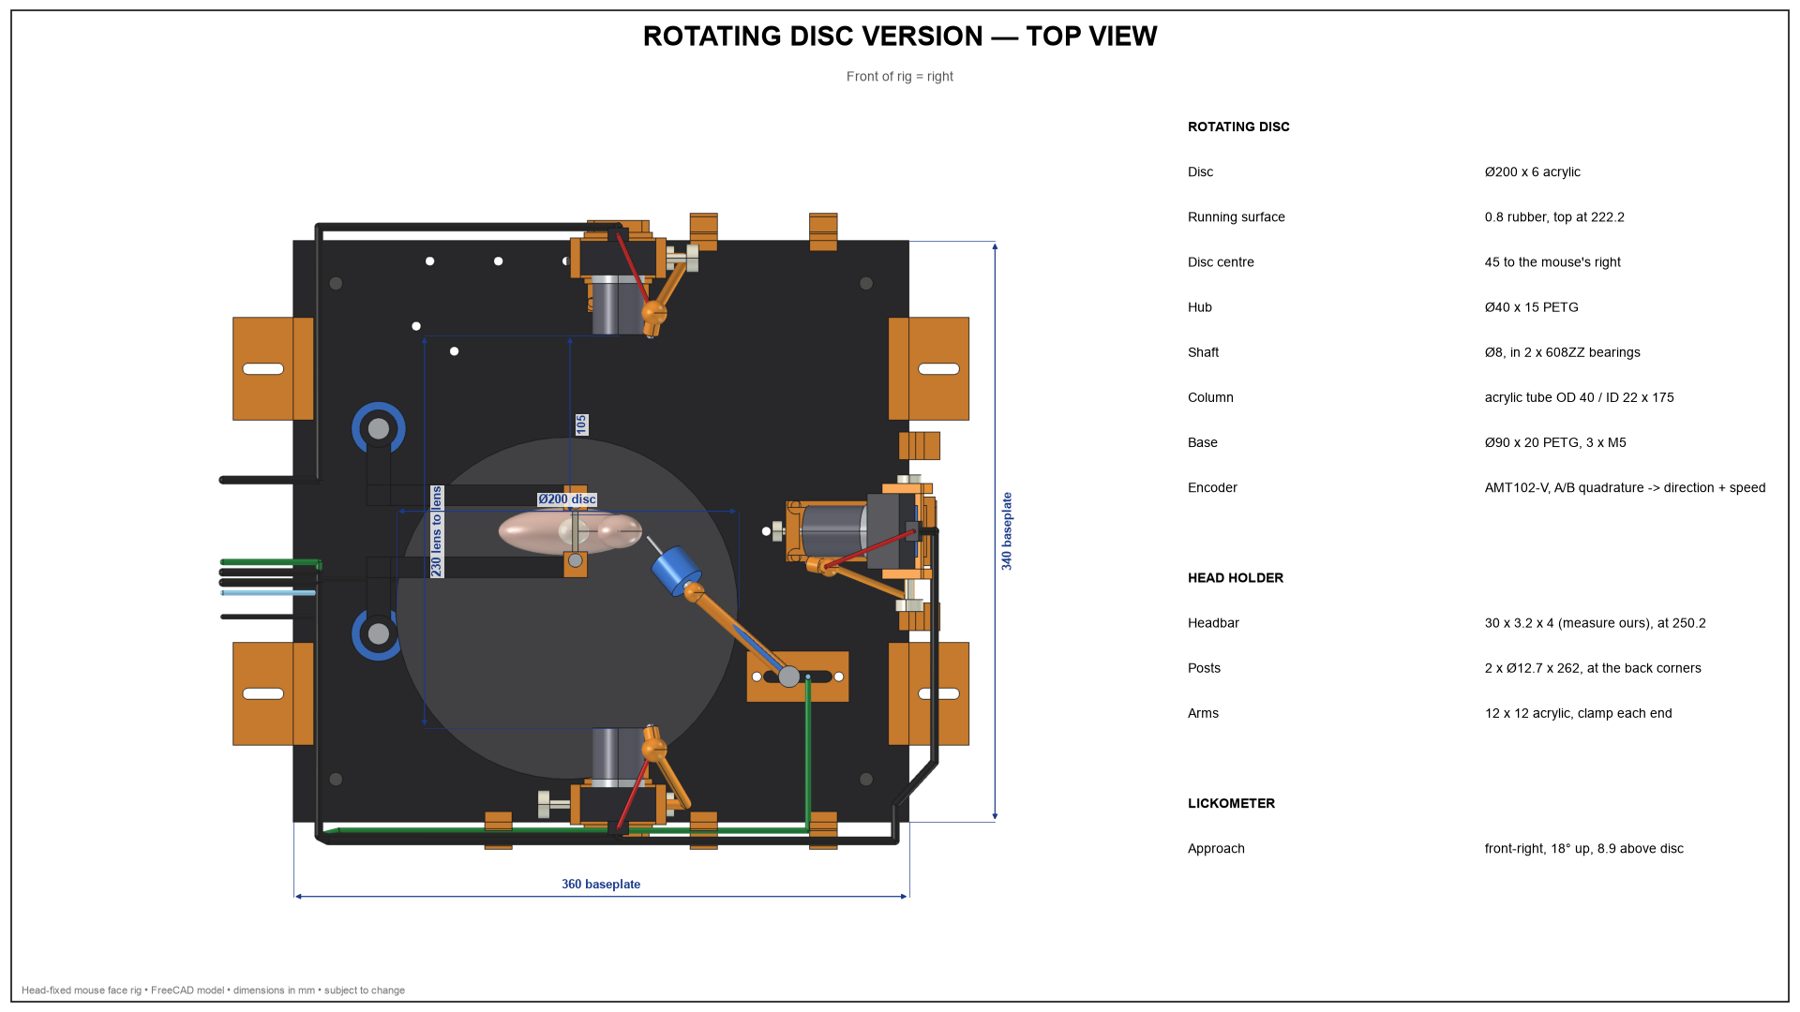 ROTATING DISC VERSION — TOP VIEW
Front of rig = right
ROTATING DISC
Disc Ø200 x 6 acrylic
Running surface 0.8 rubber, top at 222.2
Disc centre 45 to the mouse's right
Hub Ø40 x 15 PETG
Shaft Ø8, in 2 x 608ZZ bearings
Column acrylic tube OD 40 / ID 22 x 175
Base Ø90 x 20 PETG, 3 x M5
Encoder AMT102-V, A/B quadrature -> direction + speed
HEAD HOLDER
Headbar 30 x 3.2 x 4 (measure ours), at 250.2
Posts 2 x Ø12.7 x 262, at the back corners
Arms 12 x 12 acrylic, clamp each end
LICKOMETER
Approach front-right, 18° up, 8.9 above disc
105
Ø200 disc
230 lens to lens
340 baseplate
360 baseplate
Head-fixed mouse face rig • FreeCAD model • dimensions in mm • subject to change